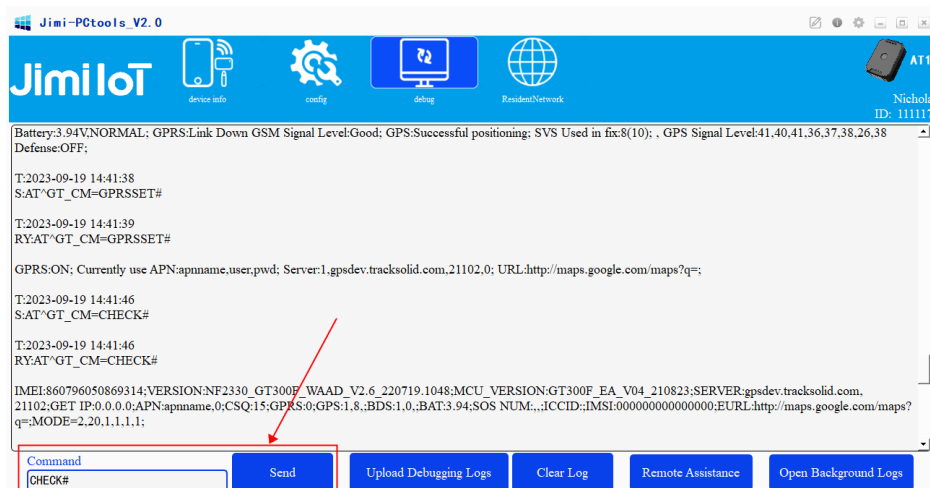 Jimi-PCtools_V2.0
Jimi IoT
device info
config
debug
ResidentNetwork
AT1
Nichola
ID: 111117
Battery:3.94V,NORMAL; GPRS:Link Down GSM Signal Level:Good; GPS:Successful positioning; SVS Used in fix:8(10); , GPS Signal Level:41,40,41,36,37,38,26,38
Defense:OFF;
T:2023-09-19 14:41:38
S:AT^GT_CM=GPRSSET#
T:2023-09-19 14:41:39
RY:AT^GT_CM=GPRSSET#
GPRS:ON; Currently use APN:apnname,user,pwd; Server:1,gpsdev.tracksolid.com,21102,0; URL:http://maps.google.com/maps?q=;
T:2023-09-19 14:41:46
S:AT^GT_CM=CHECK#
T:2023-09-19 14:41:46
RY:AT^GT_CM=CHECK#
IMEI:860796050869314;VERSION:NF2330_GT300F_WAAD_V2.6_220719.1048;MCU_VERSION:GT300F_EA_V04_210823;SERVER:gpsdev.tracksolid.com,
21102;GET IP:0.0.0.0;APN:apnname,0;CSQ:15;GPRS:0;GPS:1,8,;BDS:1,0,;BAT:3.94;SOS NUM:,,;ICCID:;IMSI:000000000000000;EURL:http://maps.google.com/maps?
q=;MODE=2,20,1,1,1,1;
Command
CHECK#
Send
Upload Debugging Logs
Clear Log
Remote Assistance
Open Background Logs